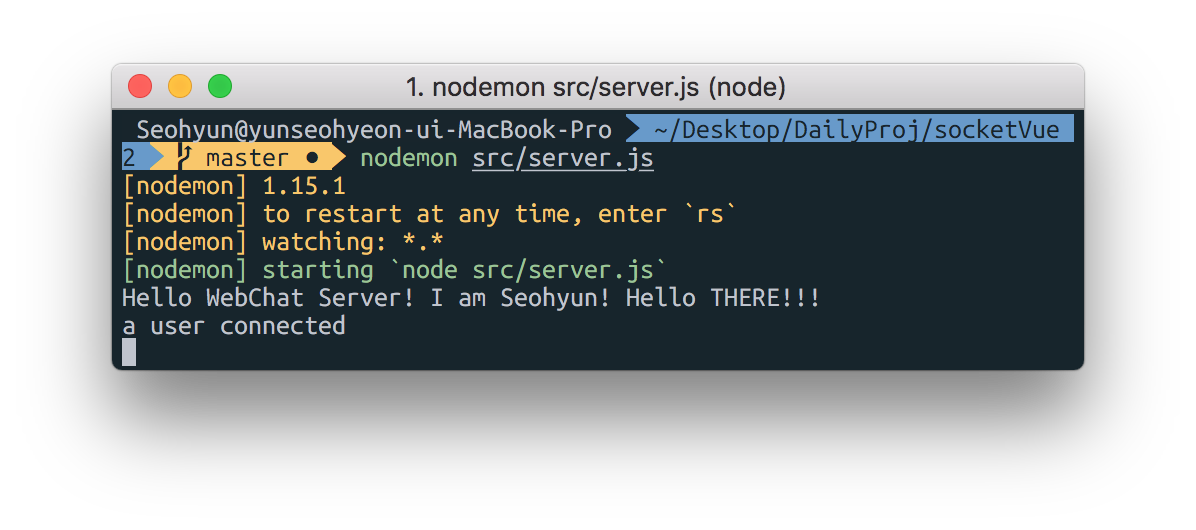 1. nodemon src/server.js (node)
Seohyun@yunseohyeon-ui-MacBook-Pro ~/Desktop/DailyProj/socketVue
2 master ● nodemon src/server.js
[nodemon] 1.15.1
[nodemon] to restart at any time, enter `rs`
[nodemon] watching: *.*
[nodemon] starting `node src/server.js`
Hello WebChat Server! I am Seohyun! Hello THERE!!!
a user connected